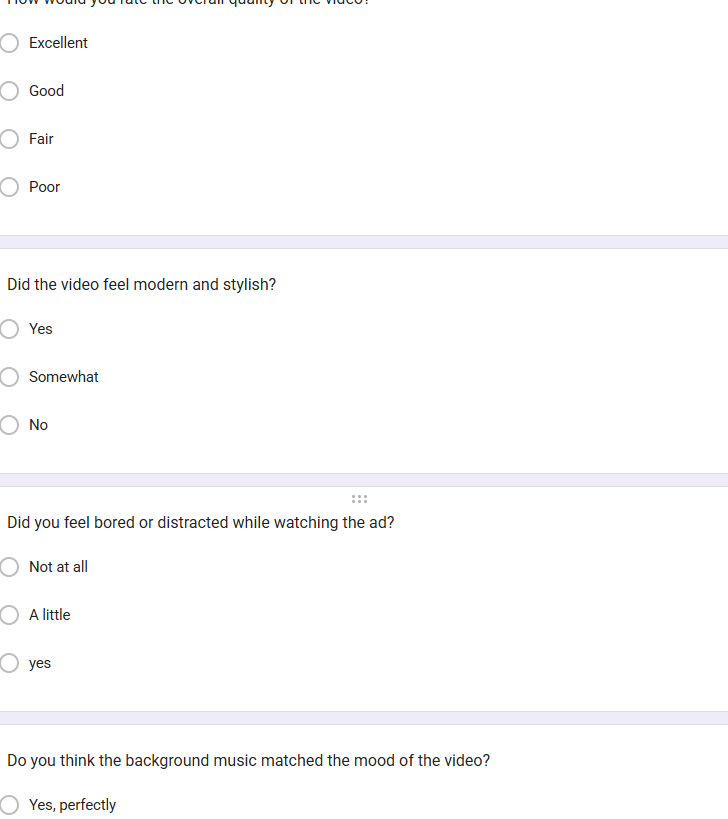 How would you rate the overall quality of the video?
Excellent
Good
Fair
Poor
Did the video feel modern and stylish?
Yes
Somewhat
No
Did you feel bored or distracted while watching the ad?
Not at all
A little
yes
Do you think the background music matched the mood of the video?
Yes, perfectly